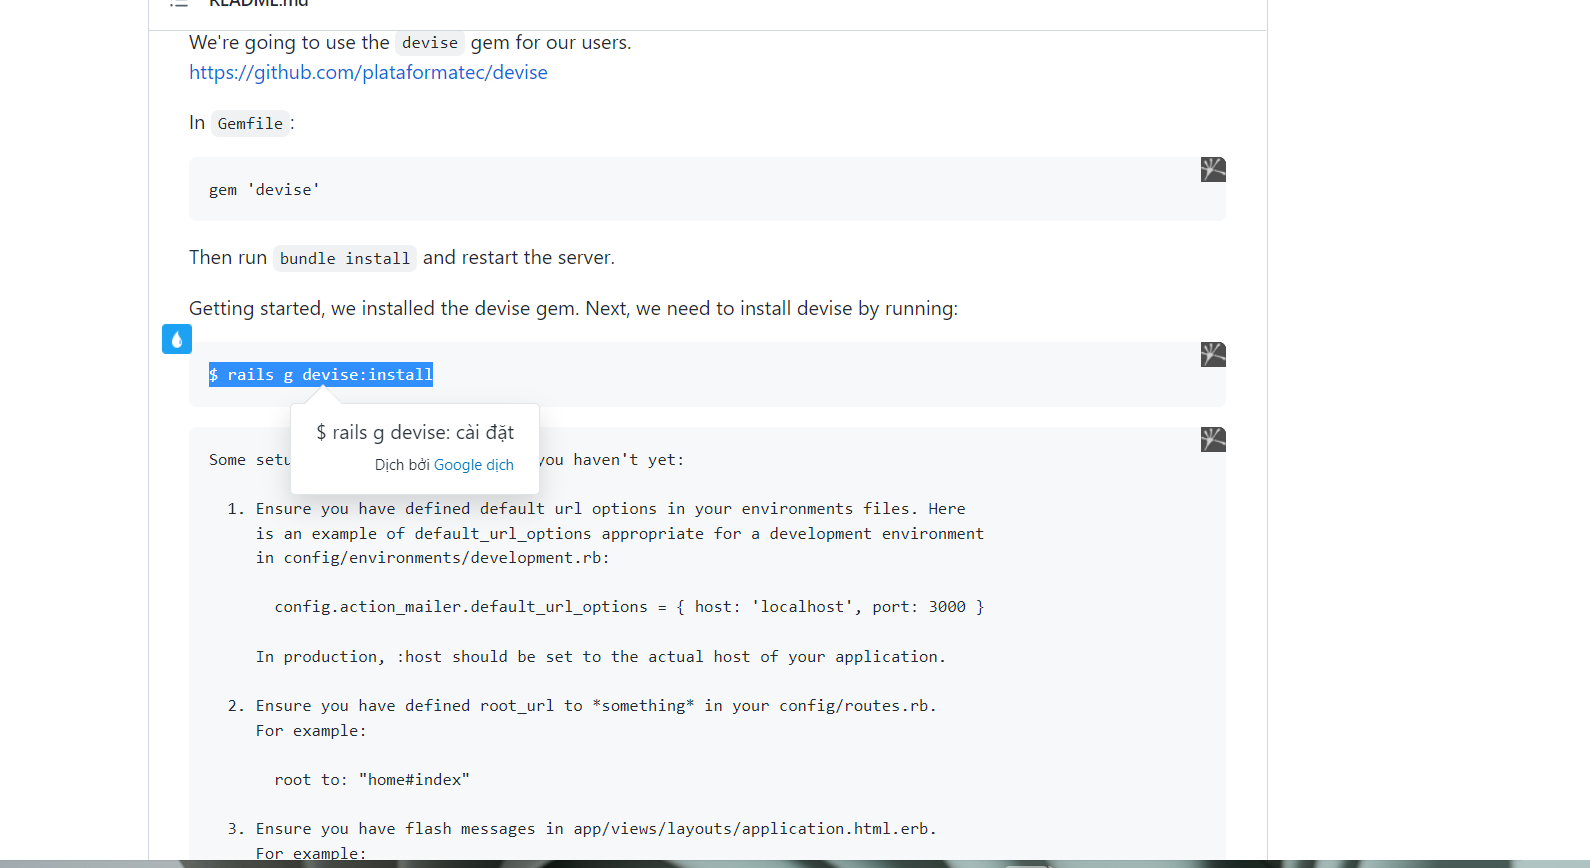 README.md
We're going to use the devise gem for our users.
https://github.com/plataformatec/devise
In Gemfile:
gem 'devise'
Then run bundle install and restart the server.
Getting started, we installed the devise gem. Next, we need to install devise by running:
$ rails g devise:install
$ rails g devise: cài đặt
Dịch bởi Google dịch
Some you haven't yet:
1. Ensure you have defined default url options in your environments files. Here
is an example of default_url_options appropriate for a development environment
in config/environments/development.rb:
config.action_mailer.default_url_options = { host: 'localhost', port: 3000 }
In production, :host should be set to the actual host of your application.
2. Ensure you have defined root_url to *something* in your config/routes.rb.
For example:
root to: "home#index"
3. Ensure you have flash messages in app/views/layouts/application.html.erb.
For example: